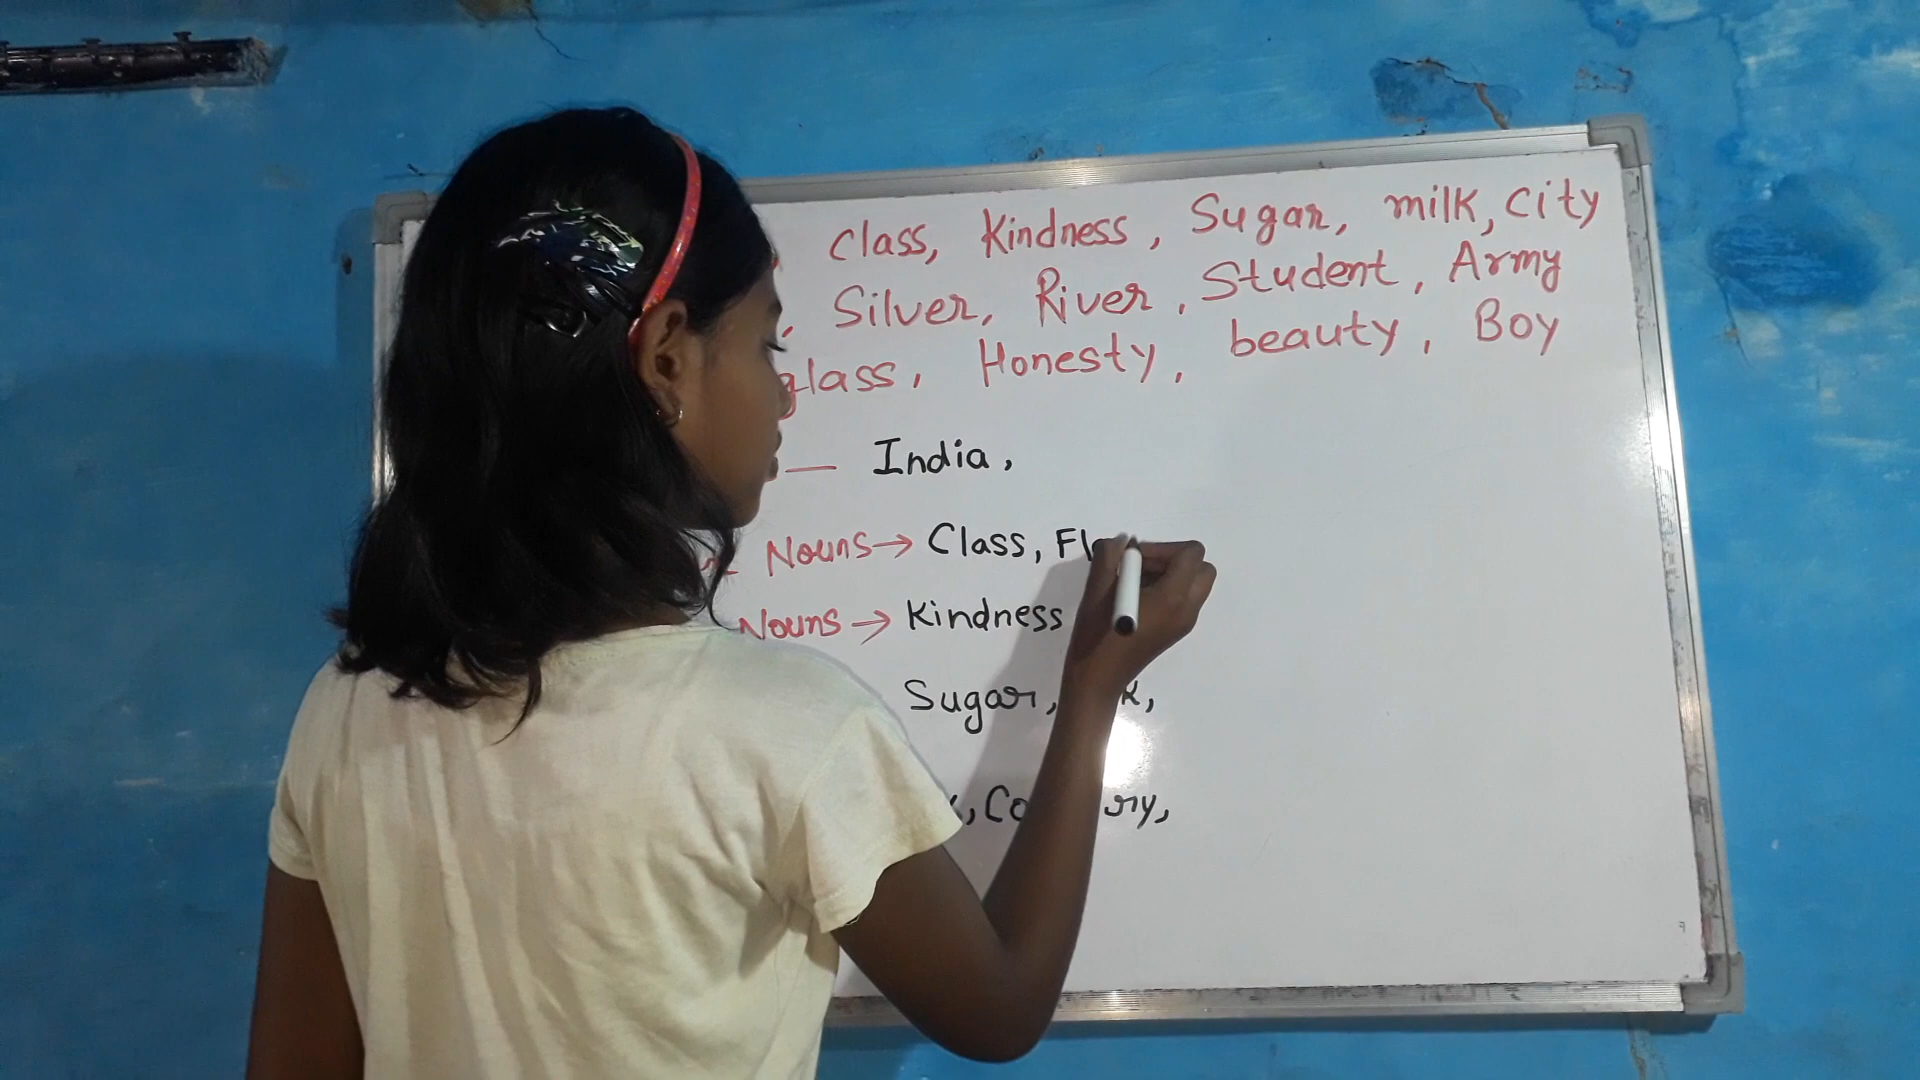 Class, Kindness, Sugar, milk, City
, Silver, River, Student, Army
glass, Honesty, beauty, Boy
— India,
Nouns → Class,
Nouns → Kindness
Sugar,